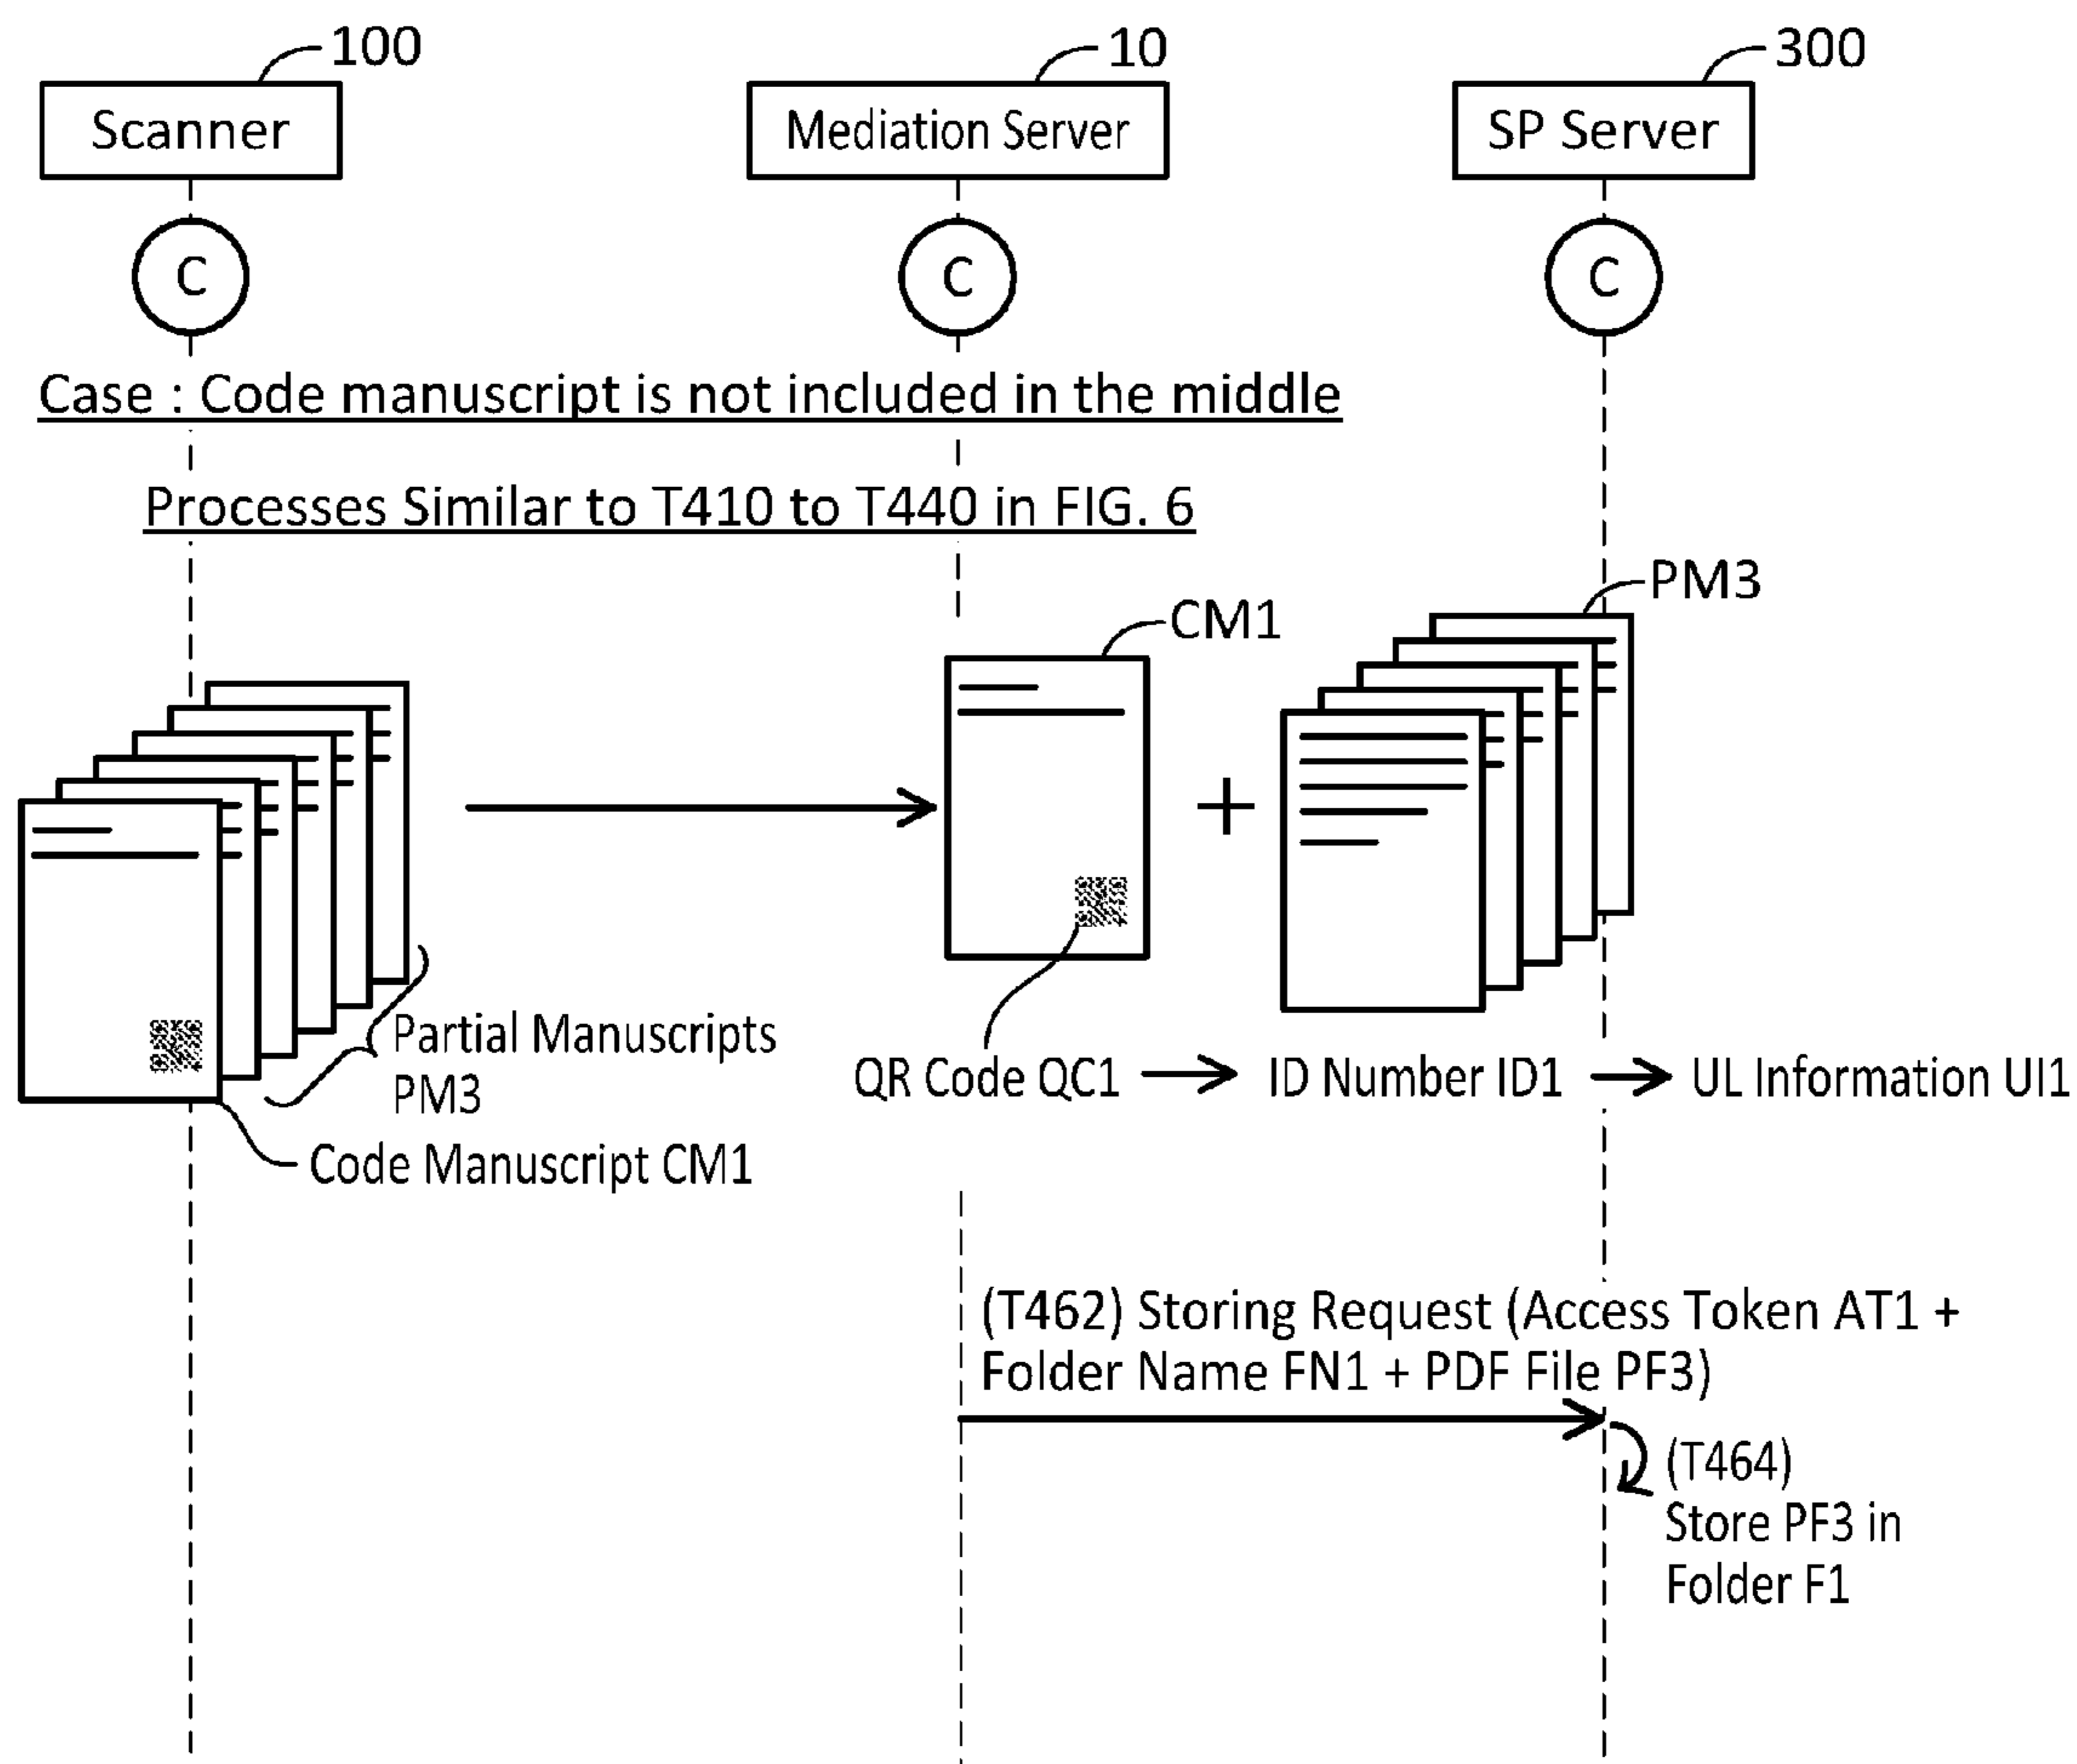 100
10
300
Scanner
Mediation Server
SP Server
C
C
C
Case : Code manuscript is not included in the middle
Processes Similar to T410 to T440 in FIG. 6
PM3
CM1
Partial Manuscripts
PM3
QR Code QC1
ID Number ID1
UL Information UI1
Code Manuscript CM1
(T462) Storing Request (Access Token AT1 +
Folder Name FN1 + PDF File PF3)
(T464)
Store PF3 in
Folder F1